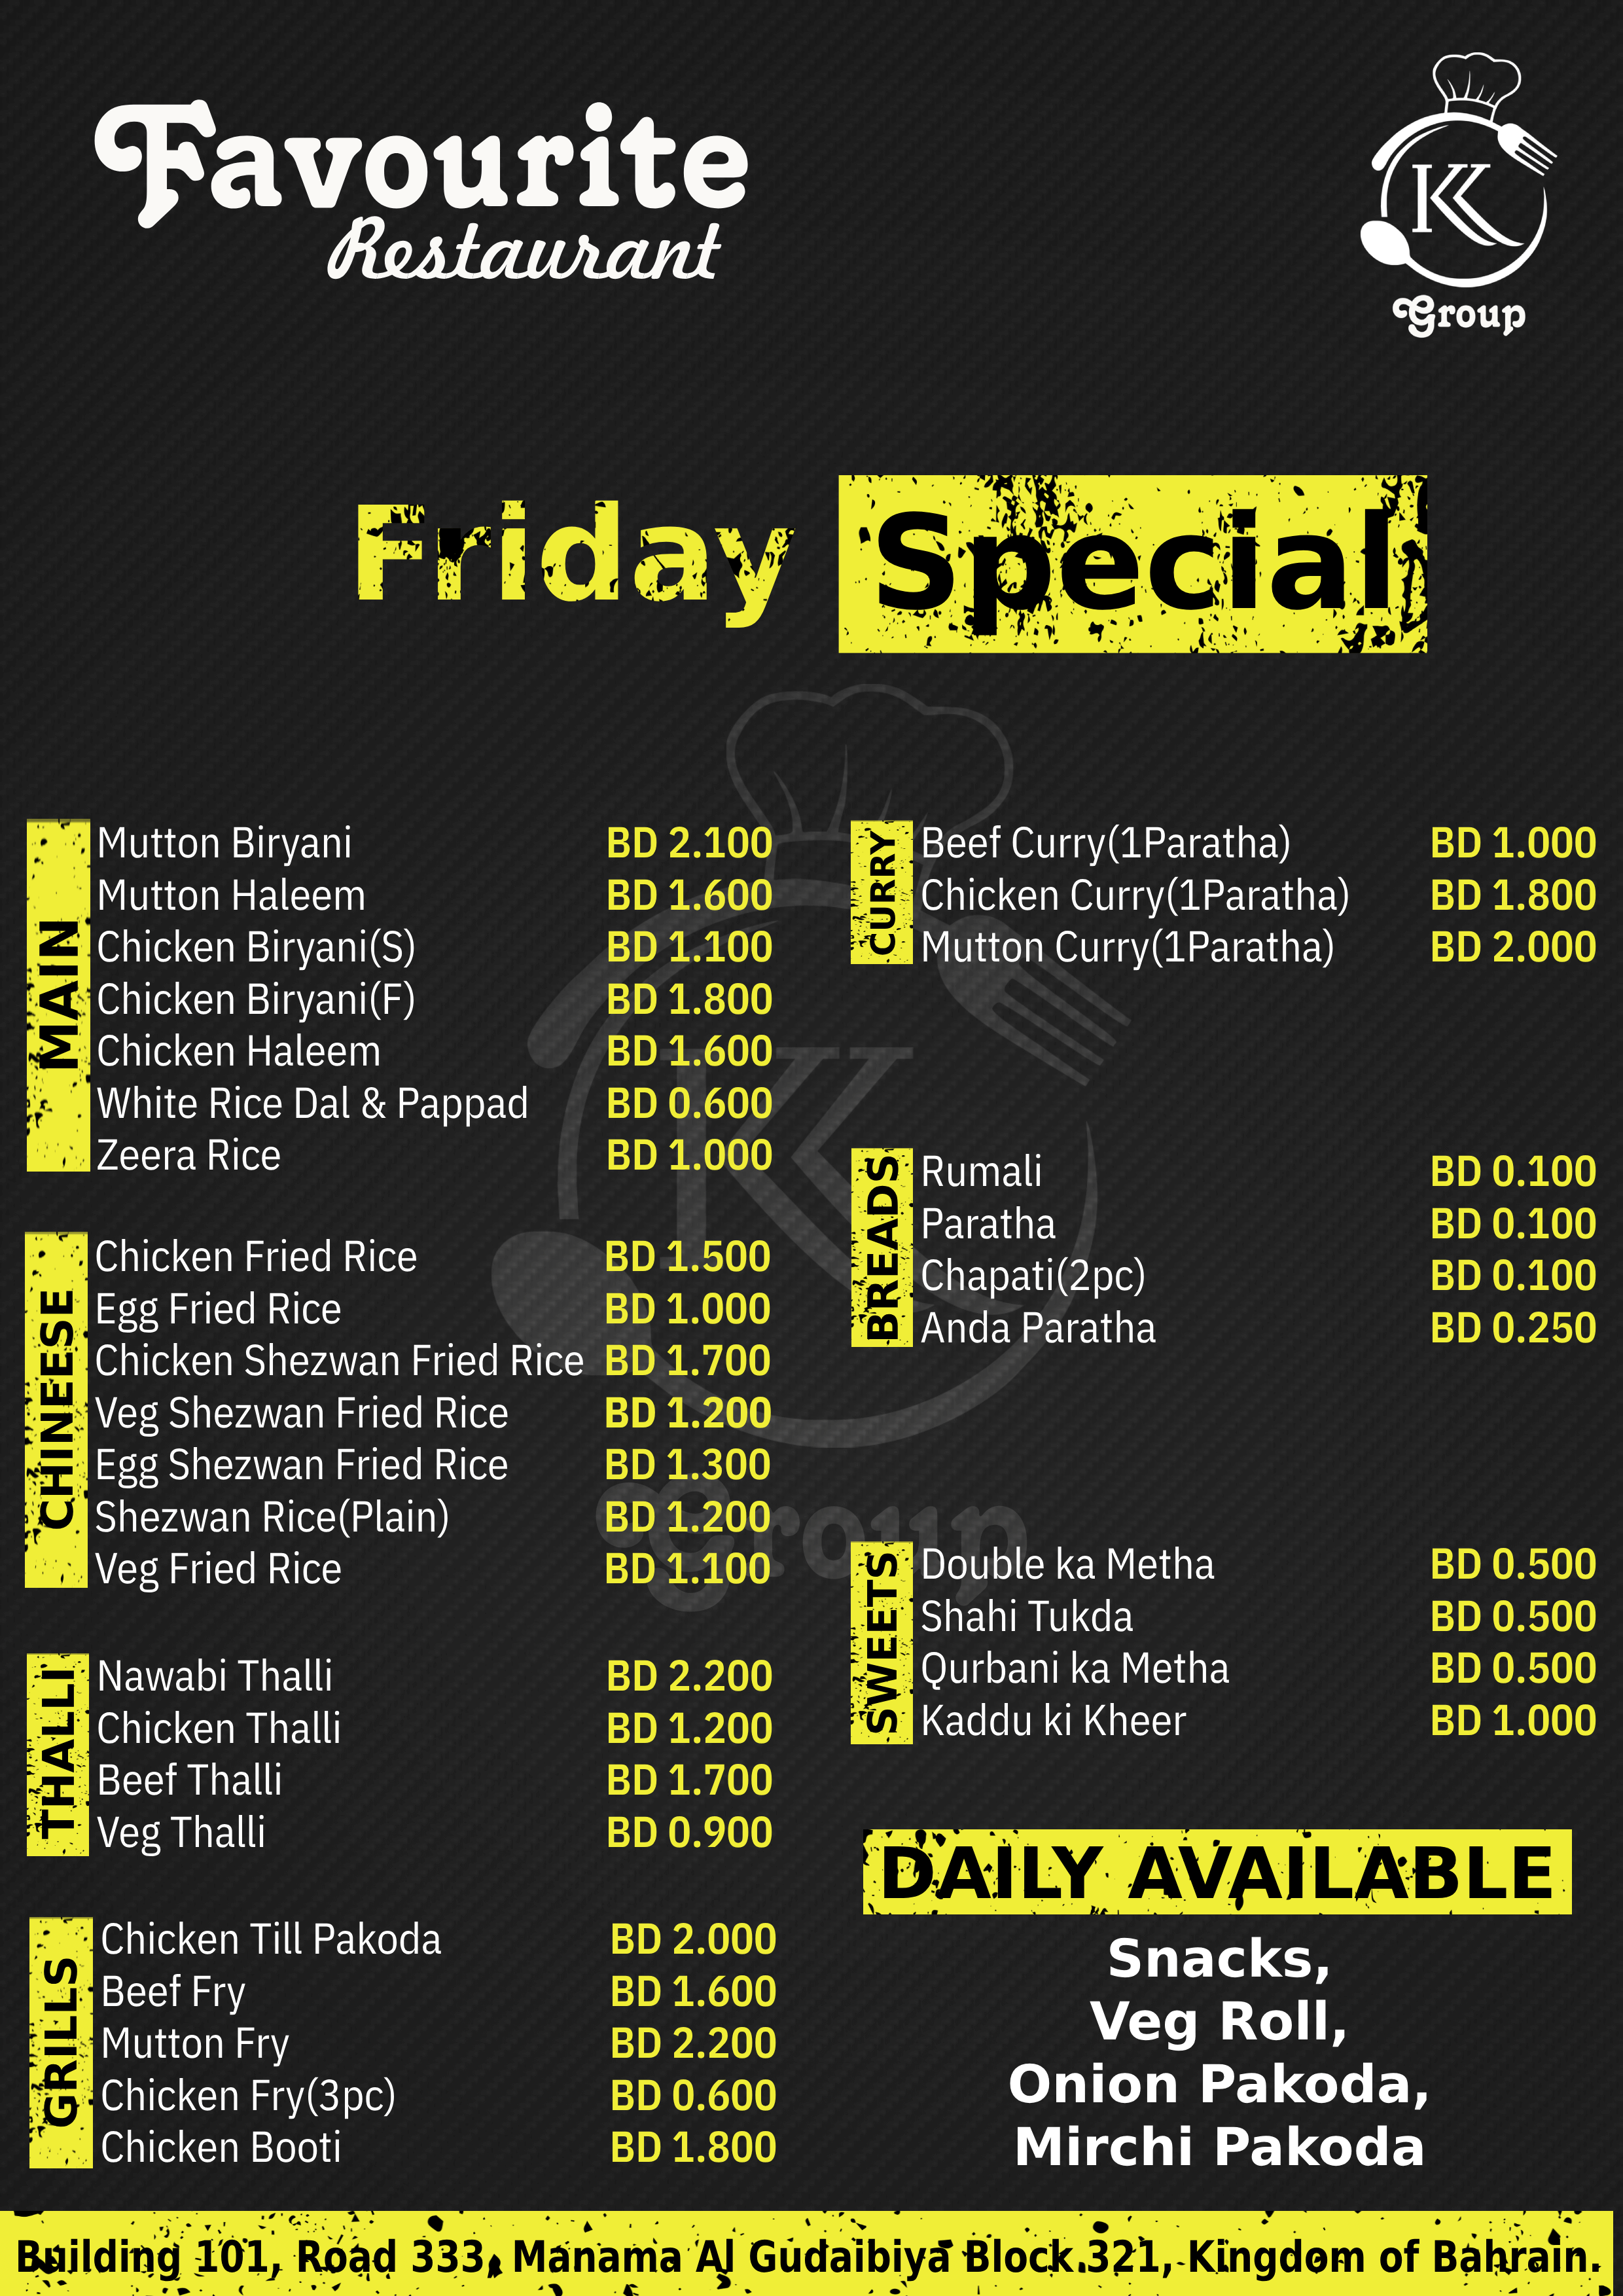 Favourite
Restaurant
KK
Group
Friday Special
MAIN
Mutton Biryani BD 2.100
Mutton Haleem BD 1.600
Chicken Biryani(S) BD 1.100
Chicken Biryani(F) BD 1.800
Chicken Haleem BD 1.600
White Rice Dal & Pappad BD 0.600
Zeera Rice BD 1.000
CHINEESE
Chicken Fried Rice BD 1.500
Egg Fried Rice BD 1.000
Chicken Shezwan Fried Rice BD 1.700
Veg Shezwan Fried Rice BD 1.200
Egg Shezwan Fried Rice BD 1.300
Shezwan Rice(Plain) BD 1.200
Veg Fried Rice BD 1.100
THALLI
Nawabi Thalli BD 2.200
Chicken Thalli BD 1.200
Beef Thalli BD 1.700
Veg Thalli BD 0.900
GRILLS
Chicken Till Pakoda BD 2.000
Beef Fry BD 1.600
Mutton Fry BD 2.200
Chicken Fry(3pc) BD 0.600
Chicken Booti BD 1.800
CURRY
Beef Curry(1Paratha) BD 1.000
Chicken Curry(1Paratha) BD 1.800
Mutton Curry(1Paratha) BD 2.000
BREADS
Rumali BD 0.100
Paratha BD 0.100
Chapati(2pc) BD 0.100
Anda Paratha BD 0.250
SWEETS
Double ka Metha BD 0.500
Shahi Tukda BD 0.500
Qurbani ka Metha BD 0.500
Kaddu ki Kheer BD 1.000
DAILY AVAILABLE
Snacks,
Veg Roll,
Onion Pakoda,
Mirchi Pakoda
KK
Group
Building 101, Road 333, Manama Al Gudaibiya Block 321, Kingdom of Bahrain.